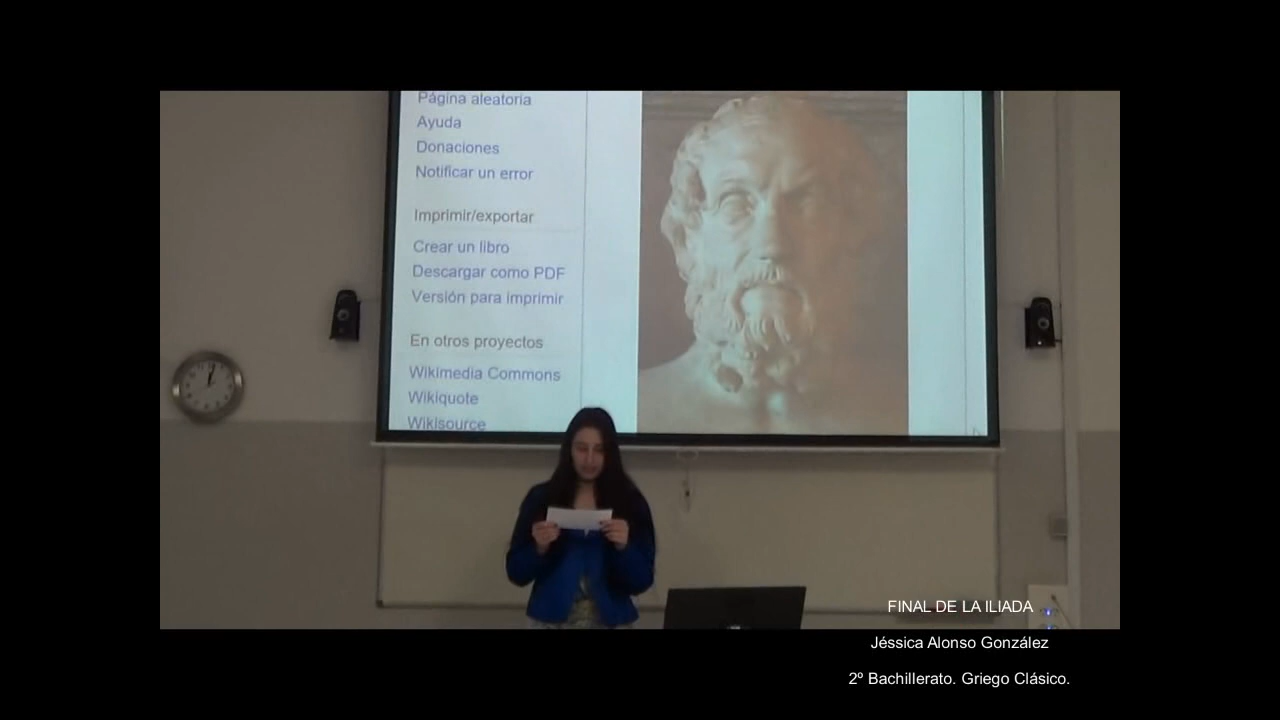 Página aleatoria
Ayuda
Donaciones
Notificar un error
Imprimir/exportar
Crear un libro
Descargar como PDF
Versión para imprimir
En otros proyectos
Wikimedia Commons
Wikiquote
Wikisource
FINAL DE LA ILIADA
Jéssica Alonso González
2º Bachillerato. Griego Clásico.